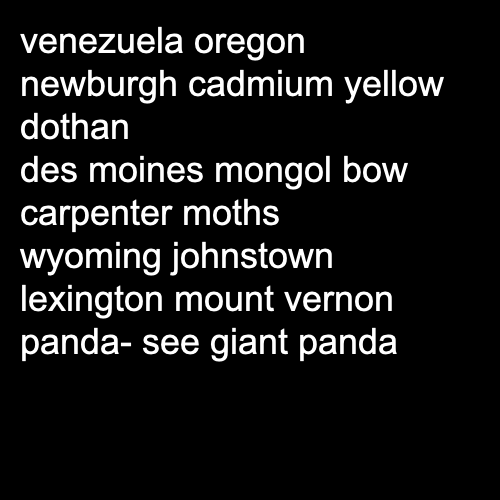 venezuela oregon
newburgh cadmium yellow
dothan
des moines mongol bow
carpenter moths
wyoming johnstown
lexington mount vernon
panda- see giant panda